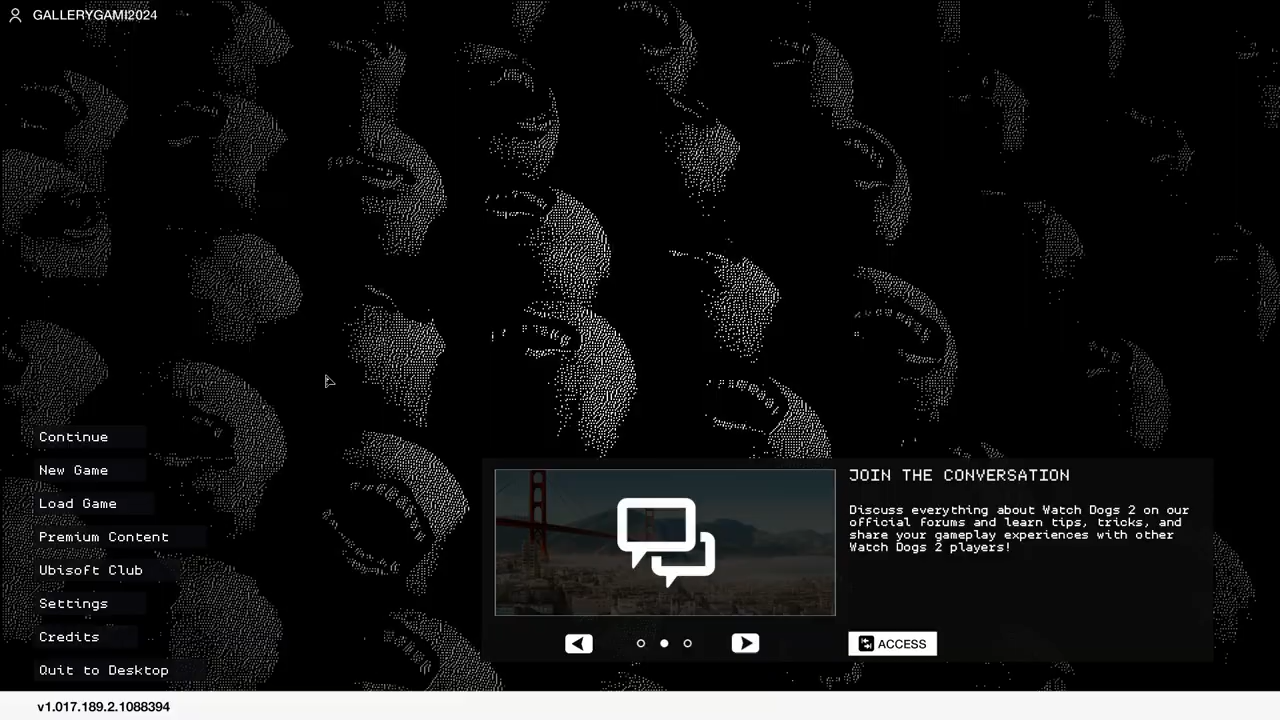 GALLERYGAMI2024
Continue
New Game
Load Game
Premium Content
Ubisoft Club
Settings
Credits
Quit to Desktop
JOIN THE CONVERSATION
Discuss everything about Watch Dogs 2 on our
official forums and learn tips, tricks, and
share your gameplay experiences with other
Watch Dogs 2 players!
ACCESS
v1.017.189.2.1088394